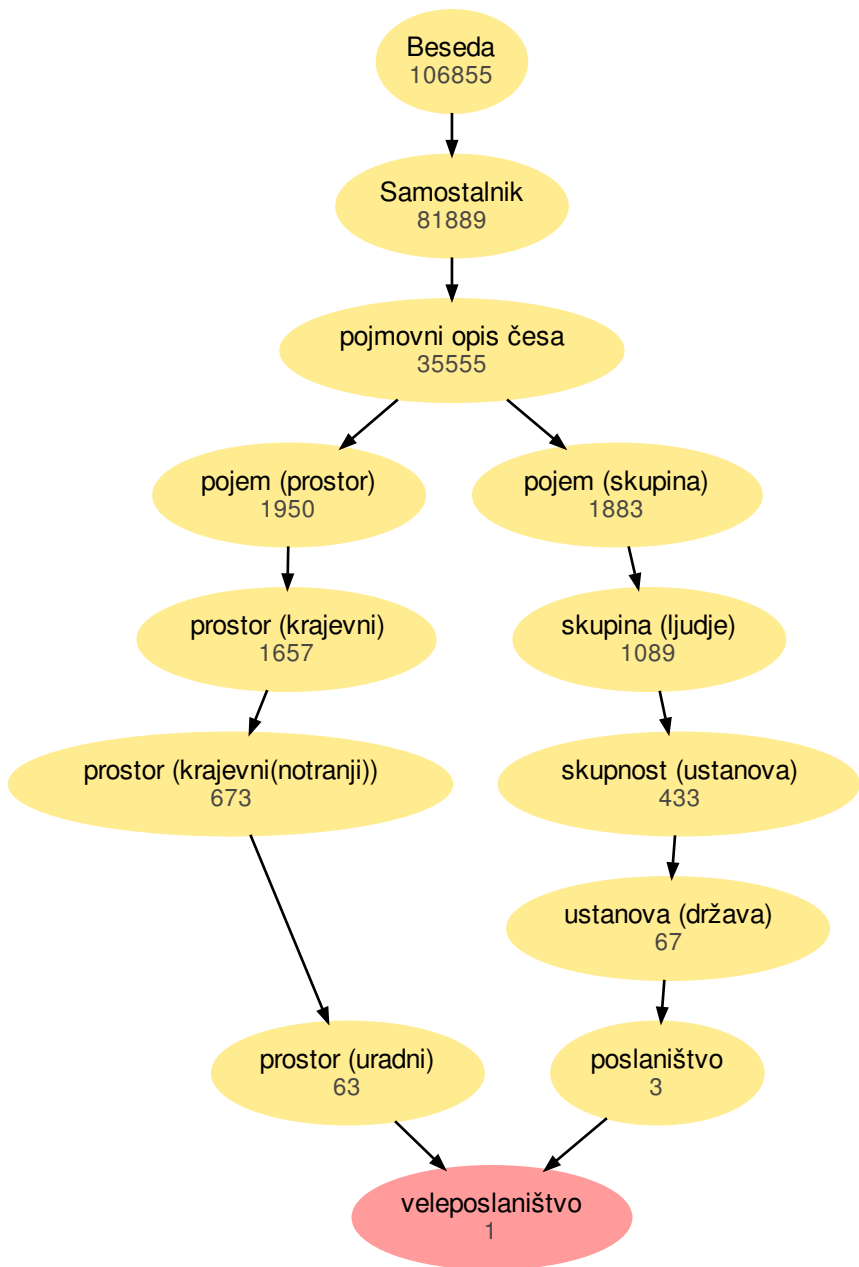 Beseda
106855
Samostalnik
81889
pojmovni opis česa
35555
pojem (prostor)
1950
pojem (skupina)
1883
prostor (krajevni)
1657
skupina (ljudje)
1089
prostor (krajevni(notranji))
673
skupnost (ustanova)
433
ustanova (država)
67
prostor (uradni)
63
poslaništvo
3
veleposlaništvo
1